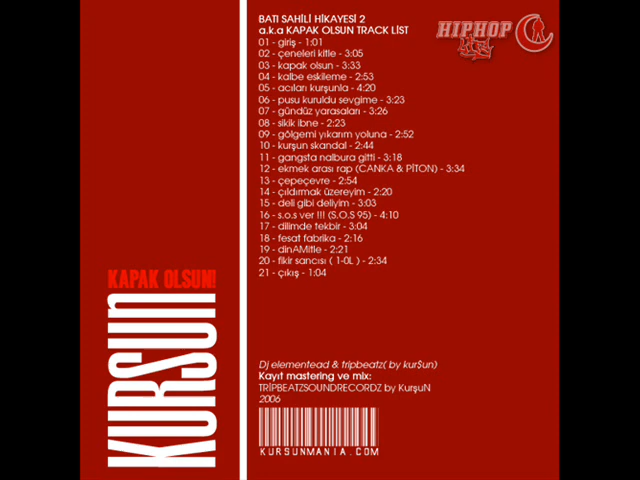 BATI SAHİLİ HİKAYESİ 2
a.k.a KAPAK OLSUN TRACK LİST
01 - giriş - 1:01
02 - çeneleri kitle - 3:05
03 - kapak olsun - 3:33
04 - kalbe eskileme - 2:53
05 - acıları kurşunla - 4:20
06 - pusu kuruldu sevgime - 3:23
07 - gündüz yarasaları - 3:26
08 - sikik ibne - 2:23
09 - gölgemi yıkarım yoluna - 2:52
10 - kurşun skandal - 2:44
11 - gangsta nalbura gitti - 3:18
12 - ekmek arası rap (CANKA & PİTON) - 3:34
13 - çepeçevre - 2:54
14 - çıldırmak üzereyim - 2:20
15 - deli gibi deliyim - 3:03
16 - s.o.s ver !!! (S.O.S 95) - 4:10
17 - dilimde tekbir - 3:04
18 - fesat fabrika - 2:16
19 - dinAMitle - 2:21
20 - fikir sancısı ( 1-0L ) - 2:34
21 - çıkış - 1:04
HIPHOP
KAPAK OLSUN!
KURSUn
Dj elementead & tripbeatz( by kurŝun)
Kayıt mastering ve mix:
TRİPBEATZSOUNDRECORDZ by KurşuN
2006
KURSUNMANIA.COM